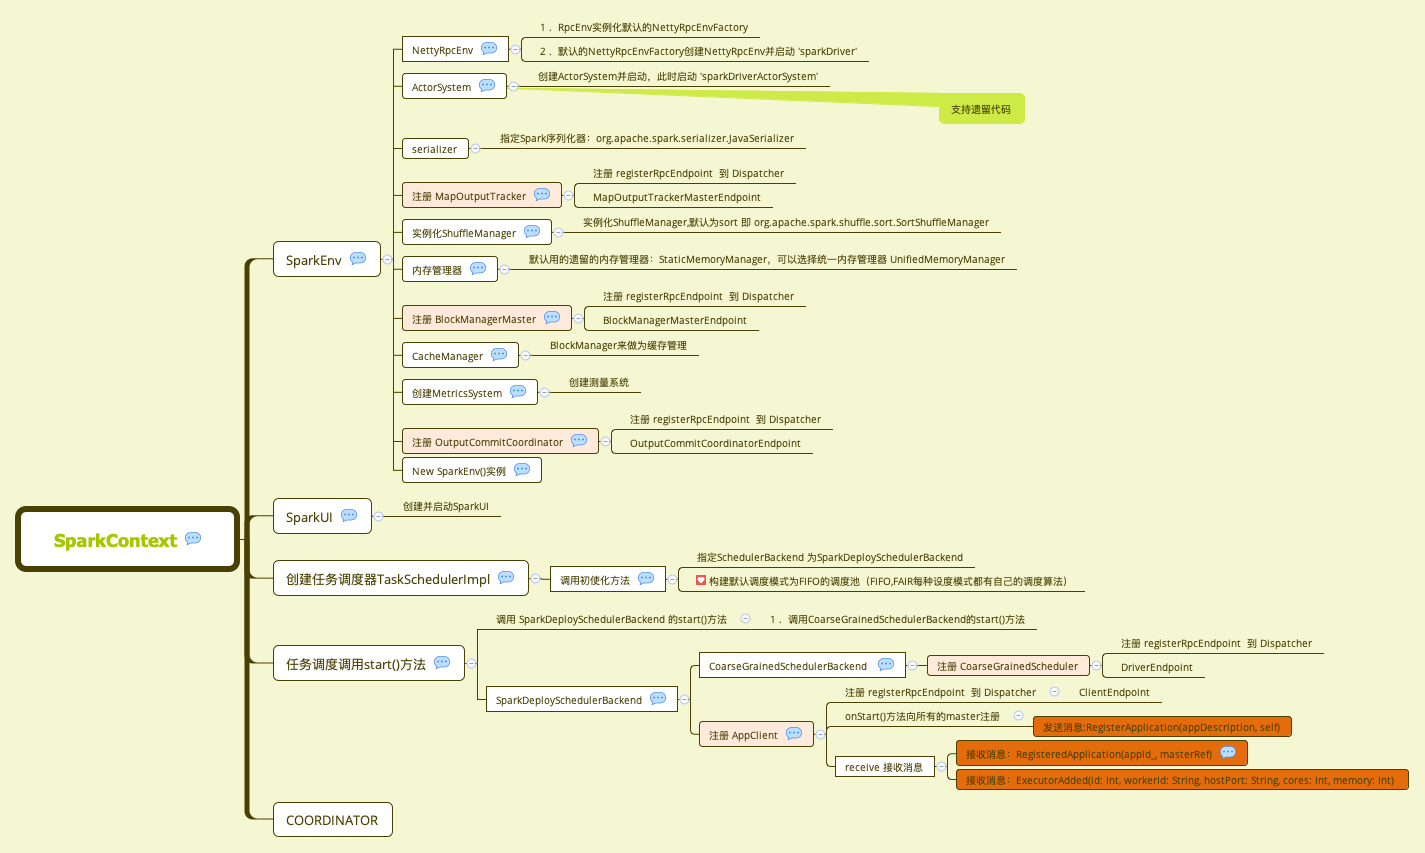 SparkContext
SparkEnv
NettyRpcEnv
1 .  RpcEnv实例化默认的NettyRpcEnvFactory
2 .  默认的NettyRpcEnvFactory创建NettyRpcEnv并启动 'sparkDriver'
ActorSystem
创建ActorSystem并启动，此时启动 'sparkDriverActorSystem'
支持遗留代码
serializer
指定Spark序列化器：org.apache.spark.serializer.JavaSerializer
注册 MapOutputTracker
注册 registerRpcEndpoint  到 Dispatcher
MapOutputTrackerMasterEndpoint
实例化ShuffleManager
实例化ShuffleManager,默认为sort 即 org.apache.spark.shuffle.sort.SortShuffleManager
内存管理器
默认用的遗留的内存管理器：StaticMemoryManager，可以选择统一内存管理器 UnifiedMemoryManager
注册 BlockManagerMaster
注册 registerRpcEndpoint  到 Dispatcher
BlockManagerMasterEndpoint
CacheManager
BlockManager来做为缓存管理
创建MetricsSystem
创建测量系统
注册 OutputCommitCoordinator
注册 registerRpcEndpoint  到 Dispatcher
OutputCommitCoordinatorEndpoint
New SparkEnv()实例
SparkUI
创建并启动SparkUI
创建任务调度器TaskSchedulerImpl
调用初使化方法
指定SchedulerBackend 为SparkDeploySchedulerBackend
构建默认调度模式为FIFO的调度池（FIFO,FAIR每种设度模式都有自己的调度算法）
任务调度调用start()方法
调用 SparkDeploySchedulerBackend 的start()方法
1 .  调用CoarseGrainedSchedulerBackend的start()方法
SparkDeploySchedulerBackend
CoarseGrainedSchedulerBackend
注册 CoarseGrainedScheduler
注册 registerRpcEndpoint  到 Dispatcher
DriverEndpoint
注册 AppClient
注册 registerRpcEndpoint  到 Dispatcher
ClientEndpoint
onStart()方法向所有的master注册
发送消息:RegisterApplication(appDescription, self)
receive 接收消息
接收消息：RegisteredApplication(appId_, masterRef)
接收消息：ExecutorAdded(id: Int, workerId: String, hostPort: String, cores: Int, memory: Int)
COORDINATOR